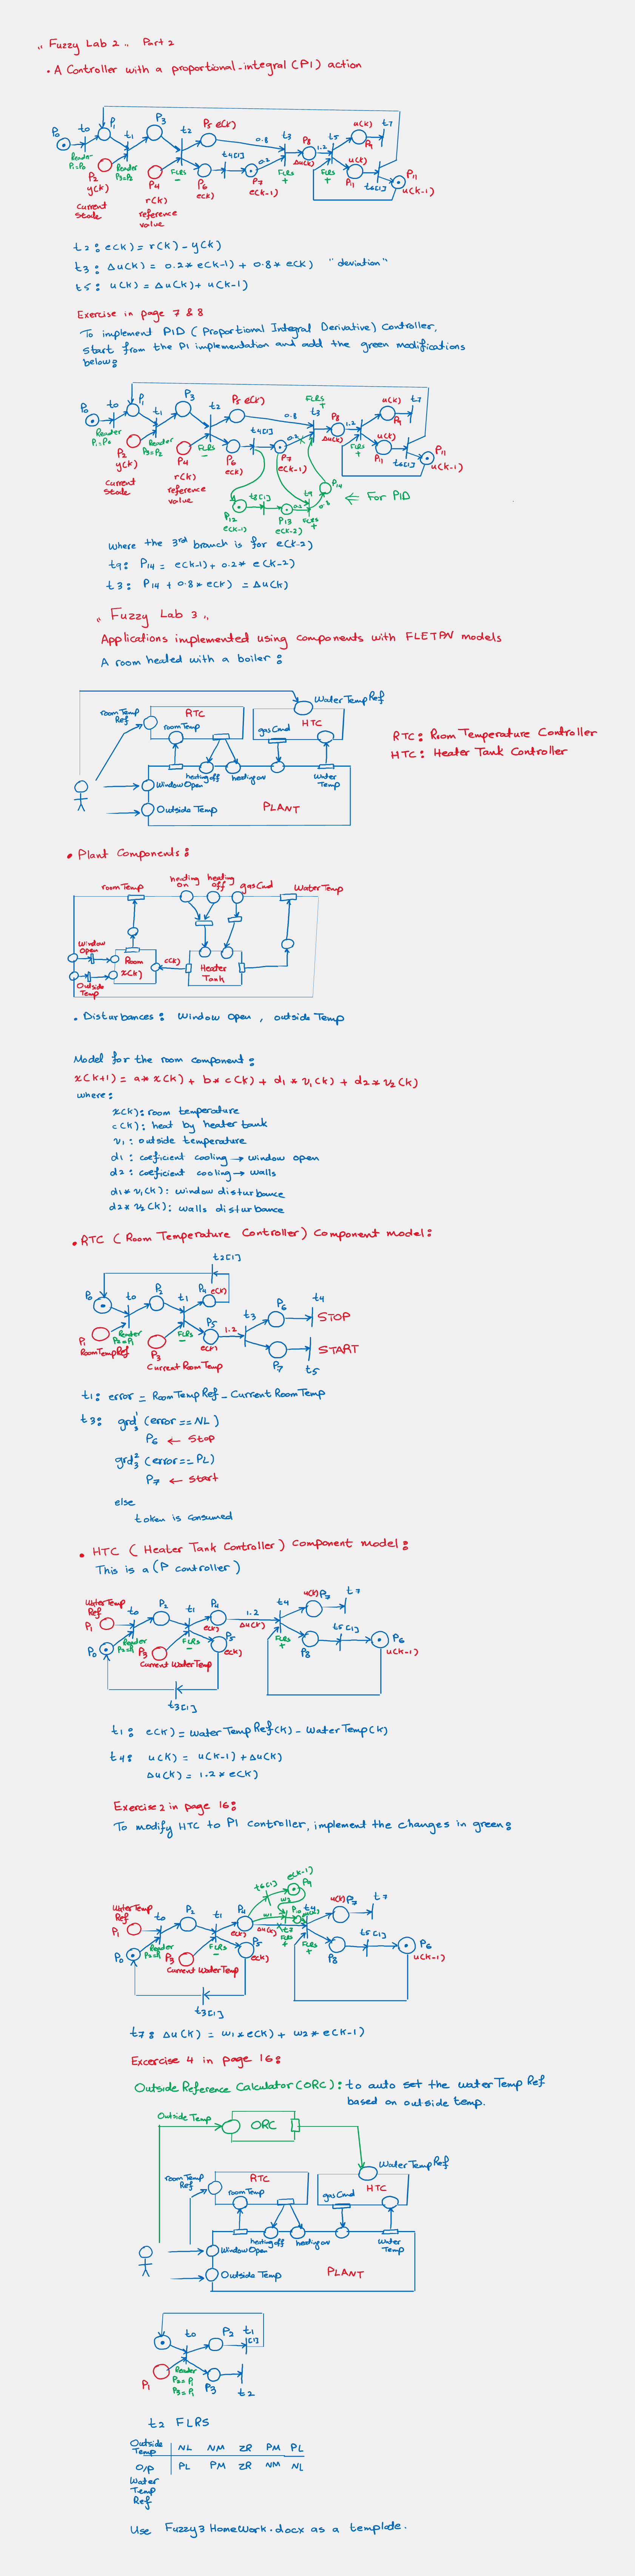 "Fuzzy Lab 2" Part 2
• A Controller with a proportional-integral (PI) action
P0 t0 P1 t1 P3 t2 P5 e(k) 0.8 t3 P8 1.2 t5 u(k) P9 t7
Reader P1=P0
Reader P3=P2
FLRS -
t4[1]
0.2
FLRS +
Δu(k)
FLRS +
u(k)
P11
t6[1]
P11
u(k-1)
P2
y(k)
P4
r(k)
P6
e(k)
P7
e(k-1)
Current State
reference value
t2: e(k) = r(k) - y(k)
t3: Δu(k) = 0.2* e(k-1) + 0.8* e(k) "deviation"
t5: u(k) = Δu(k) + u(k-1)
Exercise in page 7 & 8
To implement PID (Proportional Integral Derivative) Controller,
start from the PI implementation and add the green modifications
below:
P0 t0 P1 t1 P3 t2 P5 e(k) 0.8 t3 P8 1.2 u(k) P9 t7
FLRS +
Reader P1=P0
Reader P3=P2
FLRS -
t4[1]
0.2
Δu(k)
FLRS +
u(k)
P11
t6[1]
P11
u(k-1)
P2
y(k)
P4
r(k)
P6
e(k)
P7
e(k-1)
Current State
reference value
P12
e(k-1)
t8[1]
P13
e(k-2)
0.2
t9
FLRS +
P14
⇐ For PID
where the 3rd branch is for e(k-2)
t9: P14 = e(k-1) + 0.2* e(k-2)
t3: P14 + 0.8* e(k) = Δu(k)
"Fuzzy Lab 3"
Applications implemented using components with FLETPN models
A room heated with a boiler:
Water Temp Ref
room Temp Ref
RTC
room Temp
HTC
gas Cmd
RTC: Room Temperature Controller
HTC: Heater Tank Controller
Window Open
heating off
heating on
Water Temp
Outside Temp
PLANT
• Plant Components:
room Temp
heating on
heating off
gas Cmd
Water Temp
Window Open
Room
x(k)
c(k)
Heater Tank
Outside Temp
• Disturbances: Window Open, outside Temp
Model for the room component:
x(k+1) = a* x(k) + b* c(k) + d1* v1(k) + d2* v2(k)
where:
x(k): room temperature
c(k): heat by heater tank
v1: outside temperature
d1: coeficient cooling → window open
d2: coeficient cooling → walls
d1* v1(k): window disturbance
d2* v2(k): walls disturbance
• RTC (Room Temperature Controller) Component model:
t2[1]
P0 t0 P2 t1 P4 e(k)
P6 t4
STOP
P1
Room Temp Ref
Reader P2=P1
P3
Current Room Temp
FLRS -
P5
e(k)
1.2
t3
START
P7 t5
t1: error = Room Temp Ref - Current Room Temp
t3: grd¹3 (error == NL)
P6 ← Stop
grd²3 (error == PL)
P7 ← start
else
token is consumed
• HTC (Heater Tank Controller) Component model:
This is a (P controller)
Water Temp Ref
P1 t0 P2 t1 P4 1.2 t4 u(k) P7 t7
P0
Reader P2=P1
P3
Current Water Temp
FLRS -
e(k)
P5
e(k)
Δu(k)
FLRS +
P8
t5[1]
P6
u(k-1)
t3[1]
t1: e(k) = Water Temp Ref(k) - Water Temp(k)
t4: u(k) = u(k-1) + Δu(k)
Δu(k) = 1.2* e(k)
Exercise 2 in page 16:
To modify HTC to PI controller, implement the changes in green:
e(k-1)
t6[1]
P9
w2
Water Temp Ref
P1 t0 P2 t1 P4 w1 t4 u(k) P7 t7
P0
P3
Current Water Temp
FLRS -
e(k)
P5
e(k)
Δu(k)
t7
FLRS +
FLRS +
P8
t5[1]
P6
u(k-1)
t3[1]
t7: Δu(k) = w1* e(k) + w2* e(k-1)
Excercise 4 in page 16:
Outside Reference Calculator (ORC): to auto set the water Temp Ref
based on outside temp.
Outside Temp
ORC
Water Temp Ref
room Temp Ref
RTC
room Temp
HTC
gas Cmd
Window Open
heating off
heating on
Water Temp
Outside Temp
PLANT
t0 P2 t1 [1]
P1
Reader
P2=P1
P3=P1
P3 t2
t2 FLRS
Outside Temp NL NM ZR PM PL
O/P Water Temp Ref PL PM ZR NM NL
Use Fuzzy3 HomeWork.docx as a template.